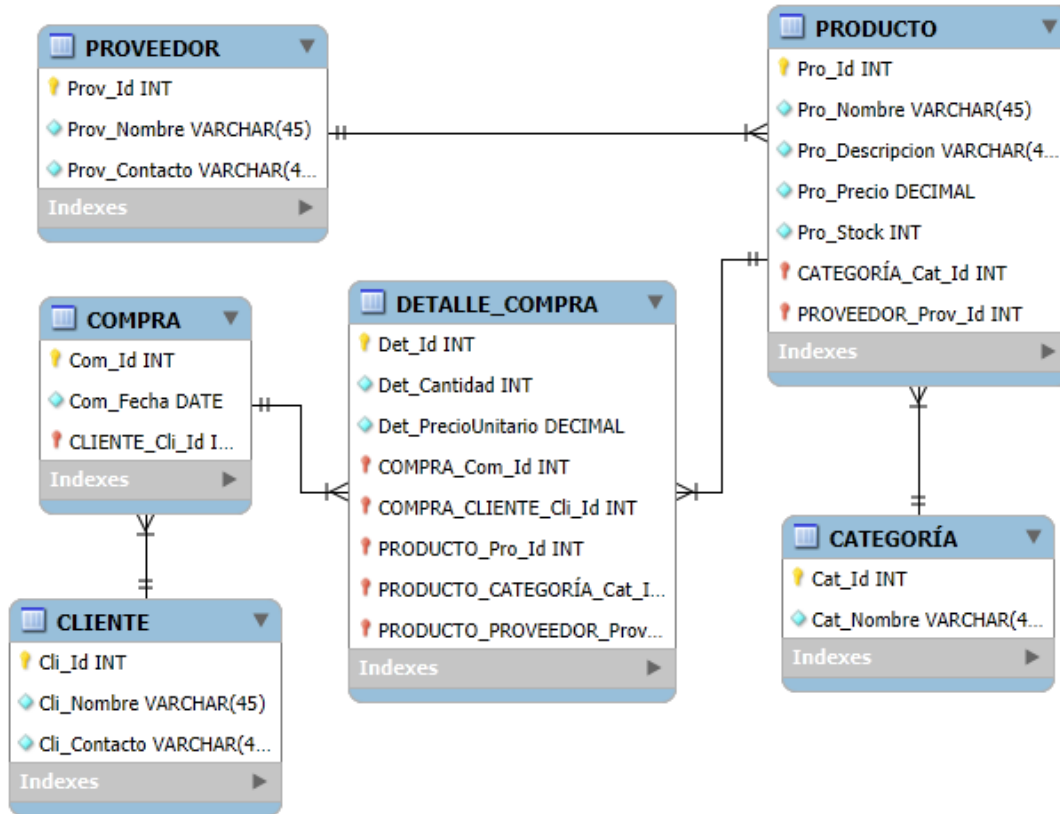 PROVEEDOR
Prov_Id INT
Prov_Nombre VARCHAR(45)
Prov_Contacto VARCHAR(4...
Indexes
PRODUCTO
Pro_Id INT
Pro_Nombre VARCHAR(45)
Pro_Descripcion VARCHAR(4...
Pro_Precio DECIMAL
Pro_Stock INT
CATEGORÍA_Cat_Id INT
PROVEEDOR_Prov_Id INT
Indexes
COMPRA
Com_Id INT
Com_Fecha DATE
CLIENTE_Cli_Id I...
Indexes
DETALLE_COMPRA
Det_Id INT
Det_Cantidad INT
Det_PrecioUnitario DECIMAL
COMPRA_Com_Id INT
COMPRA_CLIENTE_Cli_Id INT
PRODUCTO_Pro_Id INT
PRODUCTO_CATEGORÍA_Cat_I...
PRODUCTO_PROVEEDOR_Prov...
Indexes
CATEGORÍA
Cat_Id INT
Cat_Nombre VARCHAR(4...
Indexes
CLIENTE
Cli_Id INT
Cli_Nombre VARCHAR(45)
Cli_Contacto VARCHAR(4...
Indexes